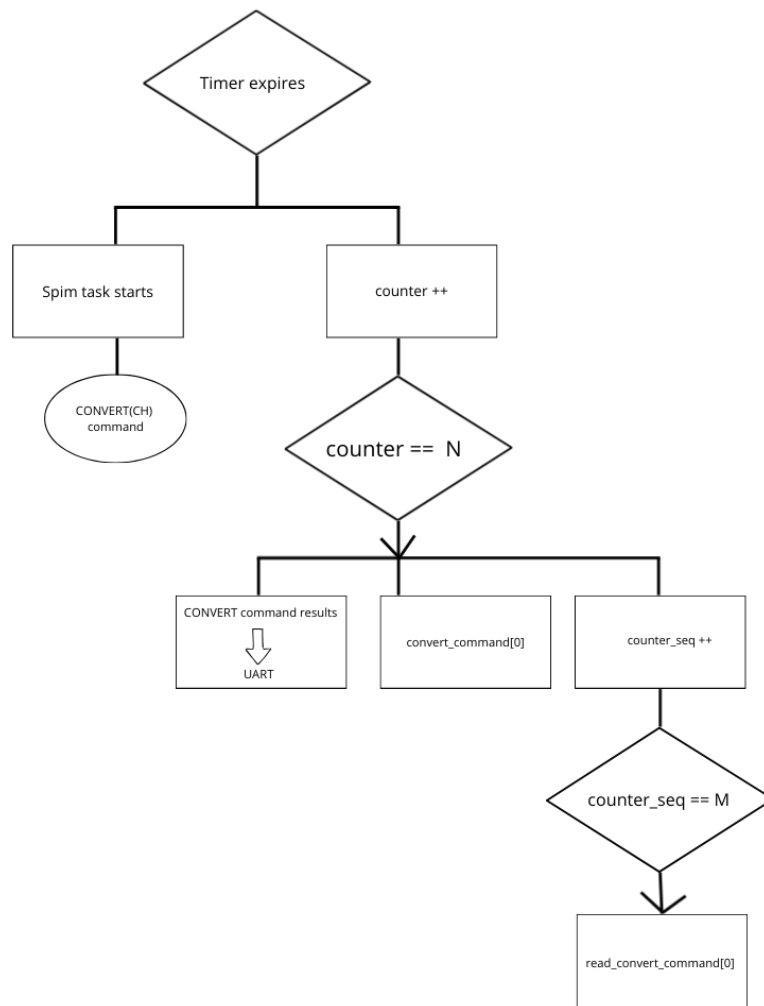 Timer expires
Spim task starts
counter ++
CONVERT(CH)
command
counter == N
CONVERT command results
UART
convert_command[0]
counter_seq ++
counter_seq == M
read_convert_command[0]